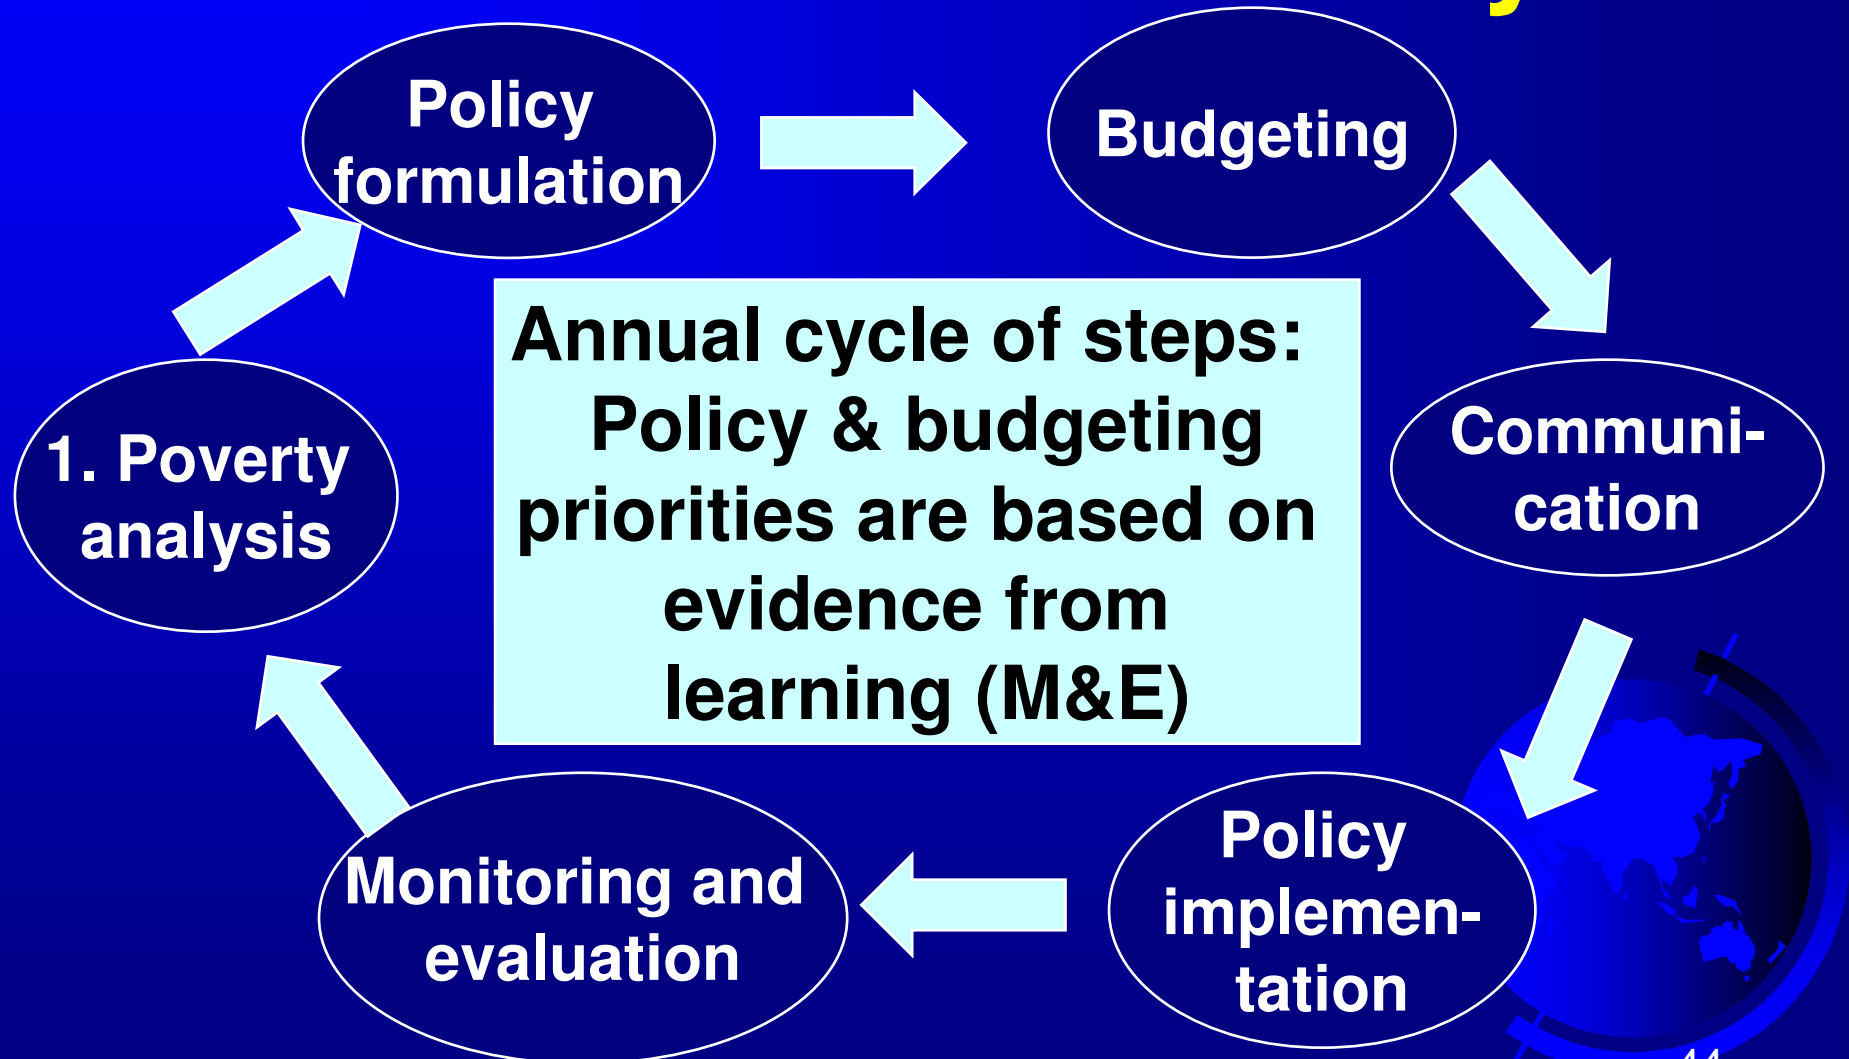 Policy
formulation
Budgeting
Annual cycle of steps:
Policy & budgeting
priorities are based on
evidence from
learning (M&E)
1. Poverty
analysis
Communi-
cation
Monitoring and
evaluation
Policy
implemen-
tation